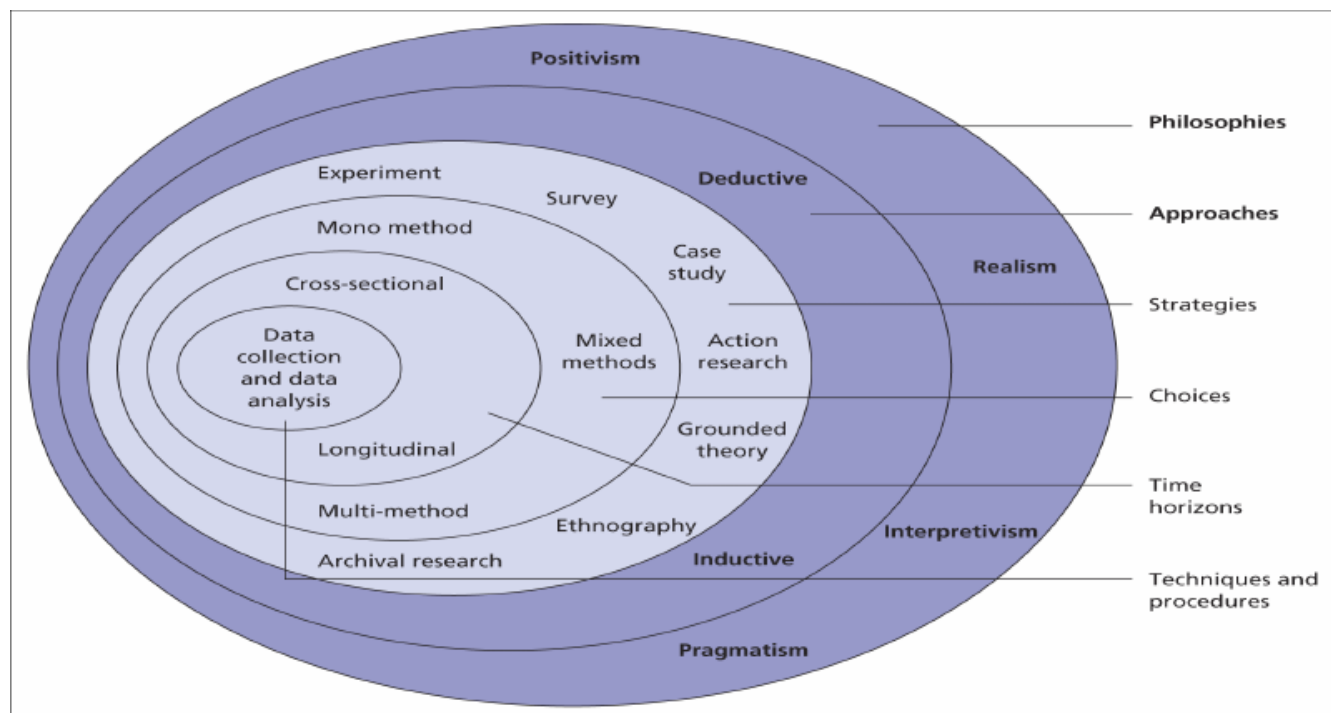 Positivism
Philosophies
Experiment
Deductive
Survey
Approaches
Mono method
Case
study
Realism
Cross-sectional
Strategies
Data
collection
and data
analysis
Mixed
methods
Action
research
Choices
Longitudinal
Grounded
theory
Time
horizons
Multi-method
Ethnography
Interpretivism
Archival research
Inductive
Techniques and
procedures
Pragmatism